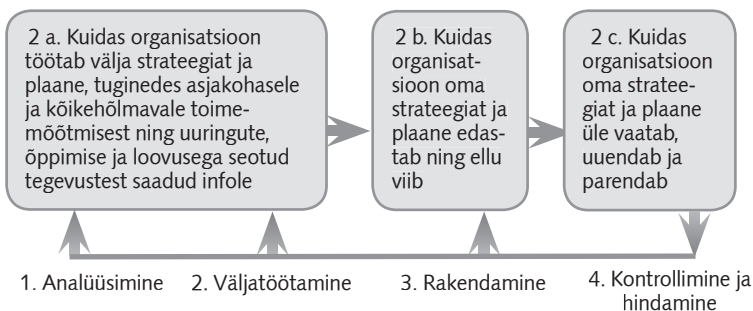 2 a. Kuidas organisatsioon
töötab välja strateegiat ja
plaane, tuginedes asjakohasele
ja kõikehõlmavale toime-
mõõtmisest ning uuringute,
õppimise ja loovusega seotud
tegevustest saadud infole
2 b. Kuidas
organisat-
sioon oma
strateegiat ja
plaane edas-
tab ning ellu
viib
2 c. Kuidas
organisatsioon
oma stratee-
giat ja plaane
üle vaatab,
uuendab ja
parendab
1. Analüüsimine
2. Väljatöötamine
3. Rakendamine
4. Kontrollimine ja
hindamine